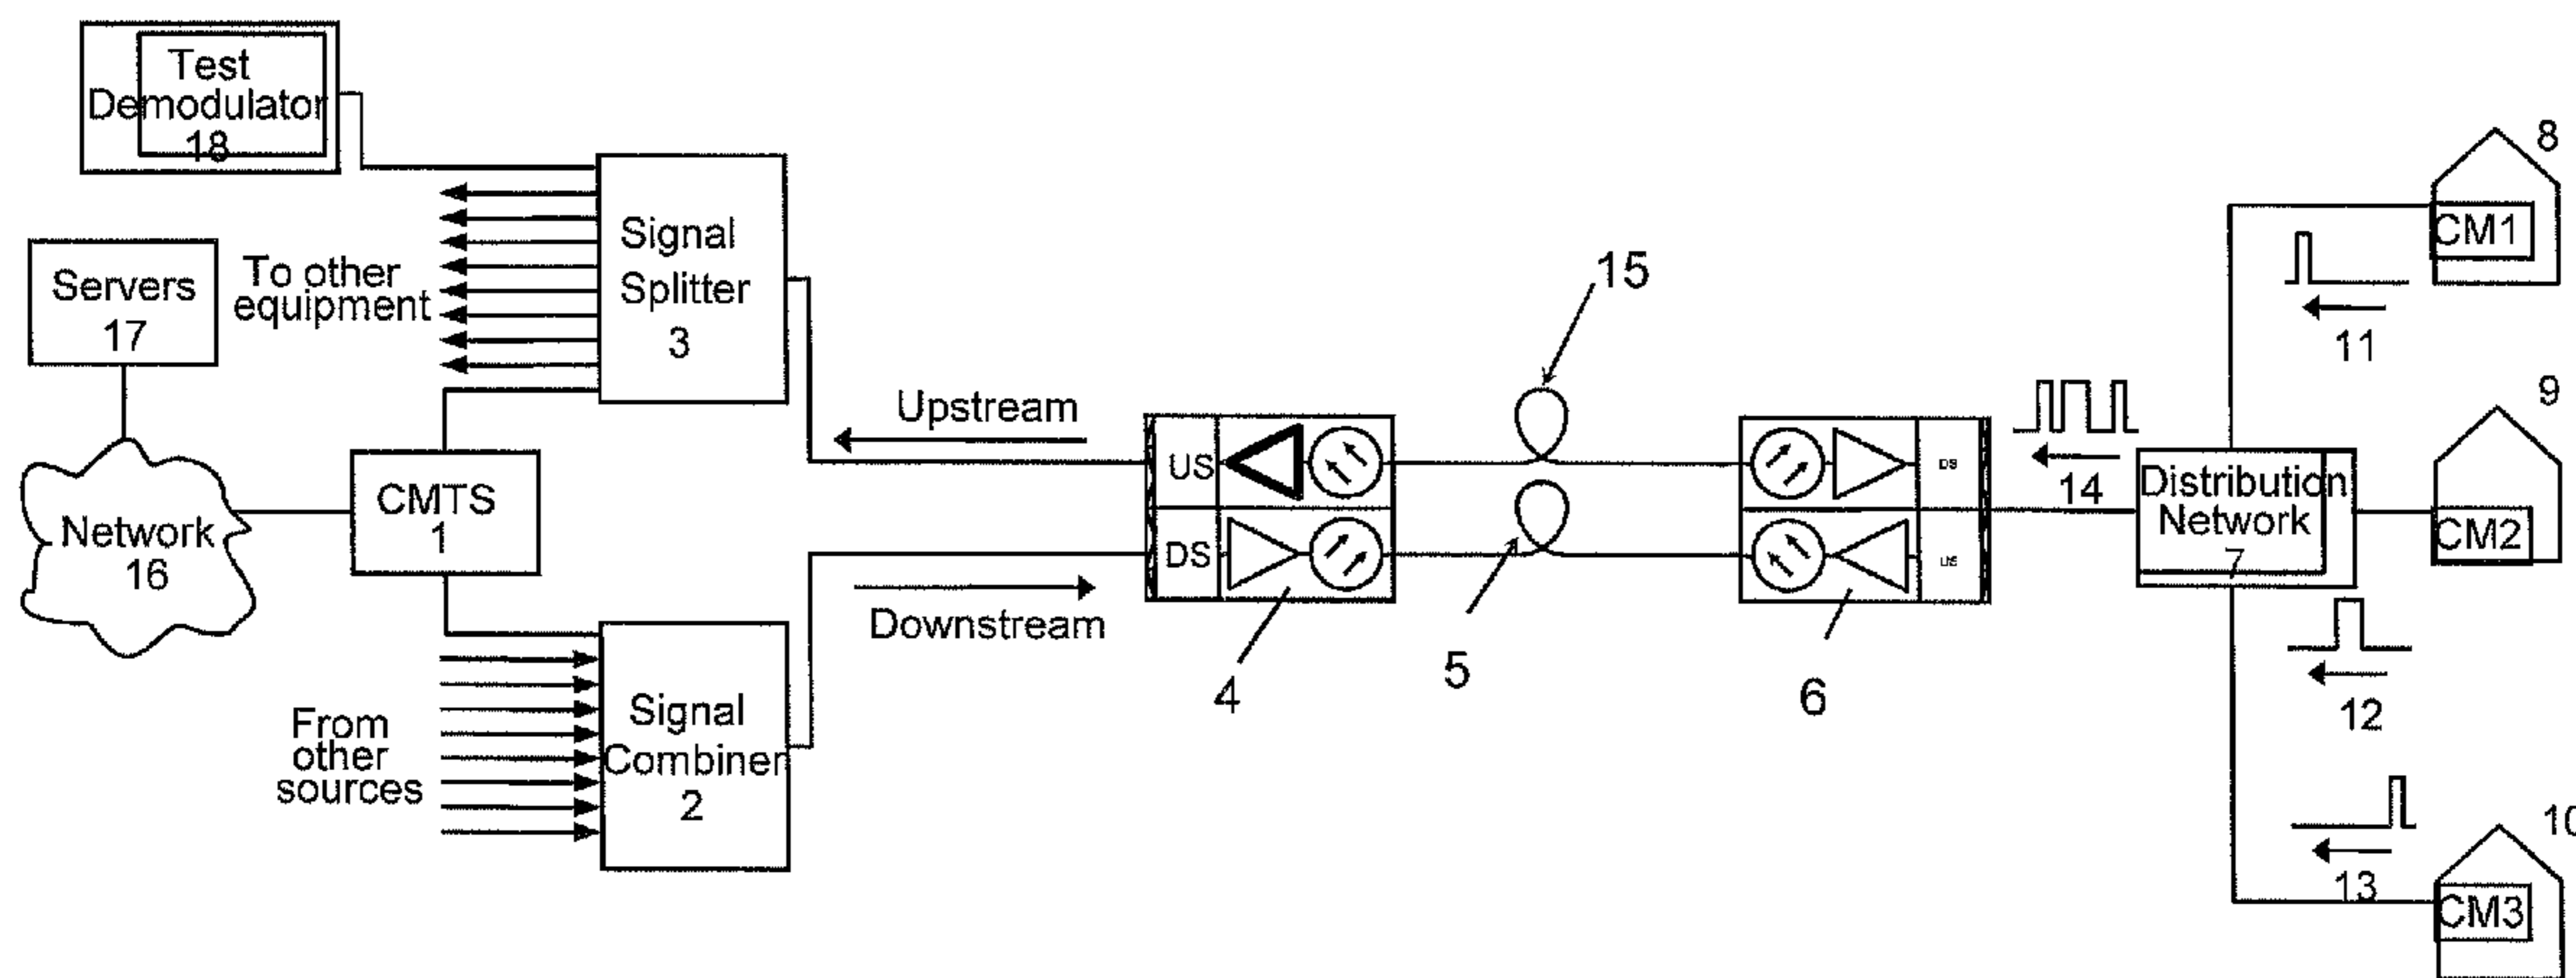 Test
Demodulator
18
Servers
17
To other
equipment
Signal
Splitter
3
Network
16
CMTS
1
From
other
sources
Signal
Combiner
2
Upstream
Downstream
US
DS
4
15
5
DS
US
6
14
Distribution
Network
7
8
CM1
11
9
CM2
12
10
CM3
13